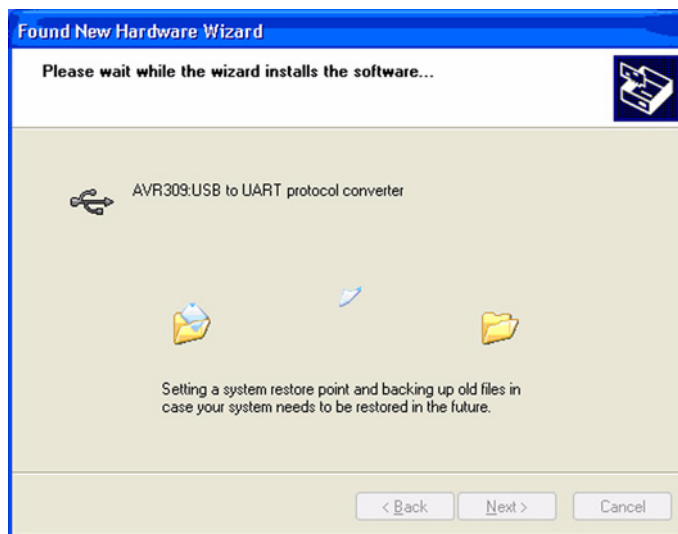 Found New Hardware Wizard
Please wait while the wizard installs the software...
AVR309:USB to UART protocol converter
Setting a system restore point and backing up old files in
case your system needs to be restored in the future.
< Back Next > Cancel